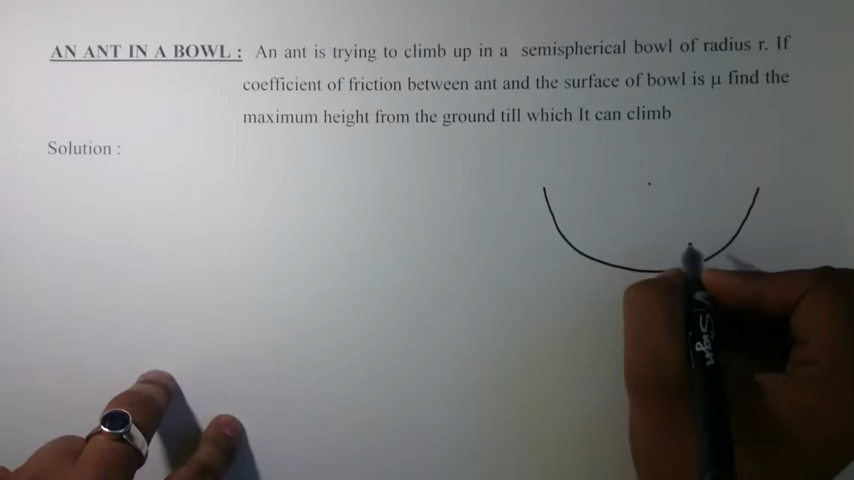 AN ANT IN A BOWL : An ant is trying to climb up in a semispherical bowl of radius r. If
coefficient of friction between ant and the surface of bowl is μ find the
maximum height from the ground till which It can climb
Solution :
Sign